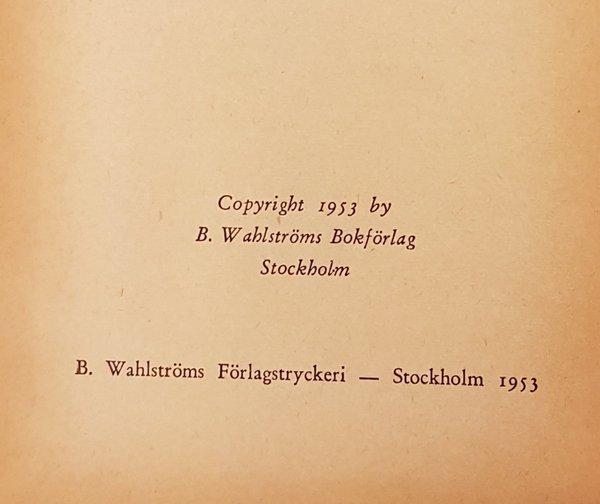 Copyright 1953 by
B. Wahlströms Bokförlag
Stockholm
B. Wahlströms Förlagstryckeri — Stockholm 1953